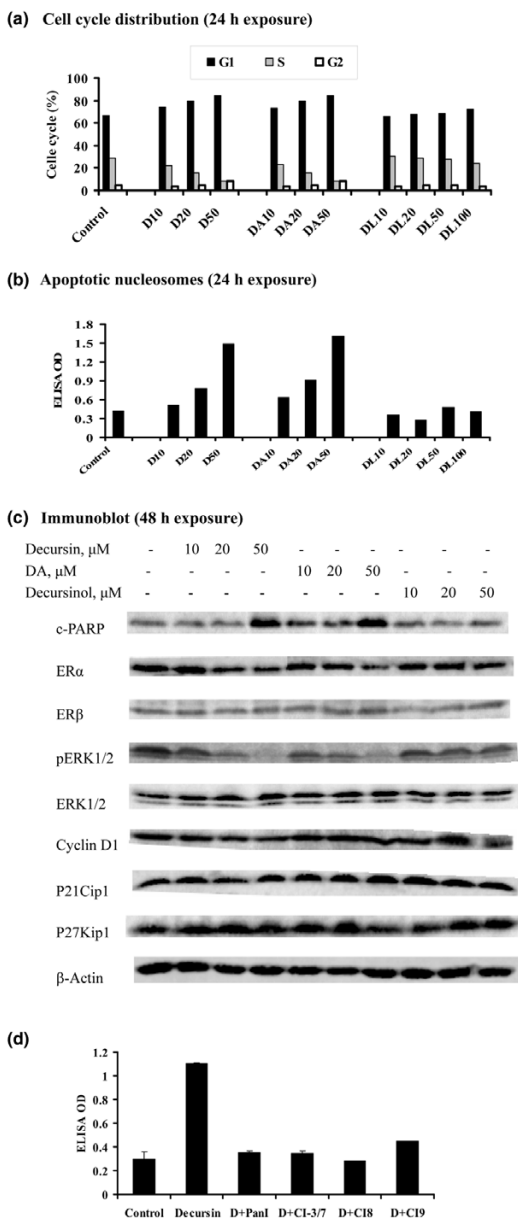 (a) Cell cycle distribution (24 h exposure)
G1 S G2
Celle cycle (%)
100
80
60
40
20
0
Control D10 D20 D50 DA10 DA20 DA50 DL10 DL20 DL50 DL100
(b) Apoptotic nucleosomes (24 h exposure)
ELISA OD
1.8
1.5
1.2
0.9
0.6
0.3
0
Control D10 D20 D50 DA10 DA20 DA50 DL10 DL20 DL50 DL100
(c) Immunoblot (48 h exposure)
Decursin, µM - 10 20 50 - - - - - -
DA, µM - - - - 10 20 50 - - -
Decursinol, µM - - - - - - - 10 20 50
c-PARP
ERα
ERβ
pERK1/2
ERK1/2
Cyclin D1
P21Cip1
P27Kip1
β-Actin
(d)
ELISA OD
1.2
1
0.8
0.6
0.4
0.2
0
Control Decursin D+PanI D+CI-3/7 D+CI8 D+CI9